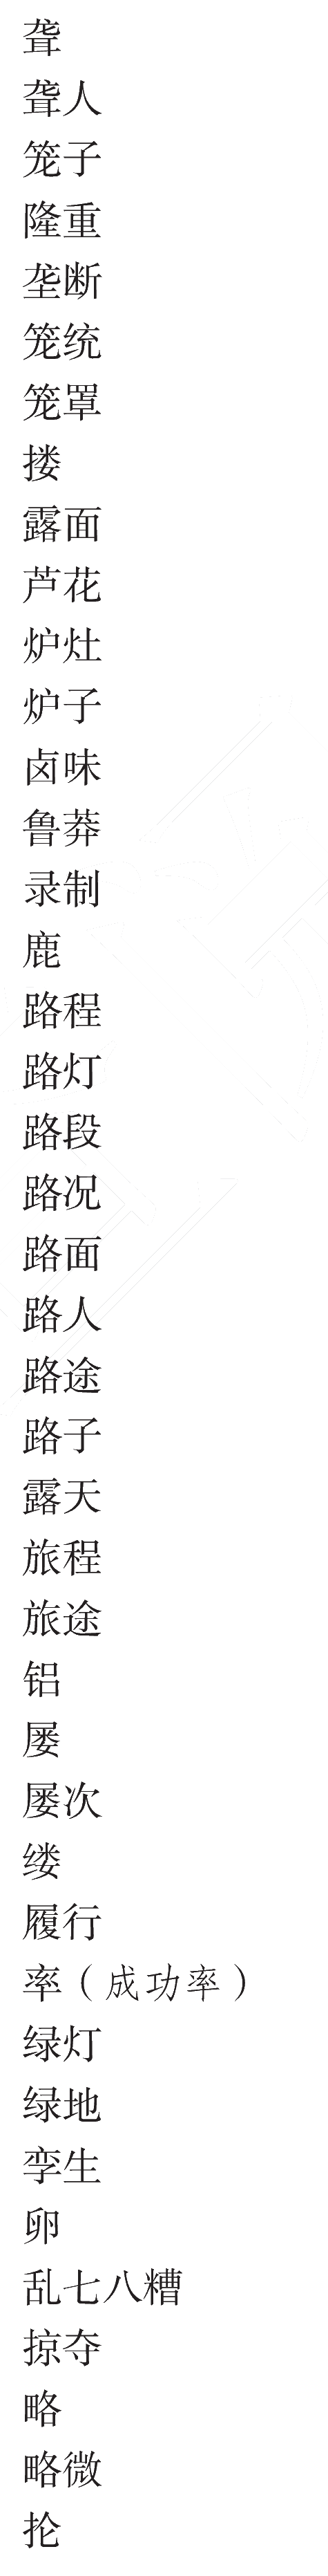 聋
聋人
笼子
隆重
垄断
笼统
笼罩
搂
露面
芦花
炉灶
炉子
卤味
鲁莽
录制
鹿
路程
路灯
路段
路况
路面
路人
路途
路子
露天
旅程
旅途
铝
屡
屡次
缕
履行
率（成功率）
绿灯
绿地
孪生
卵
乱七八糟
掠夺
略
略微
抡